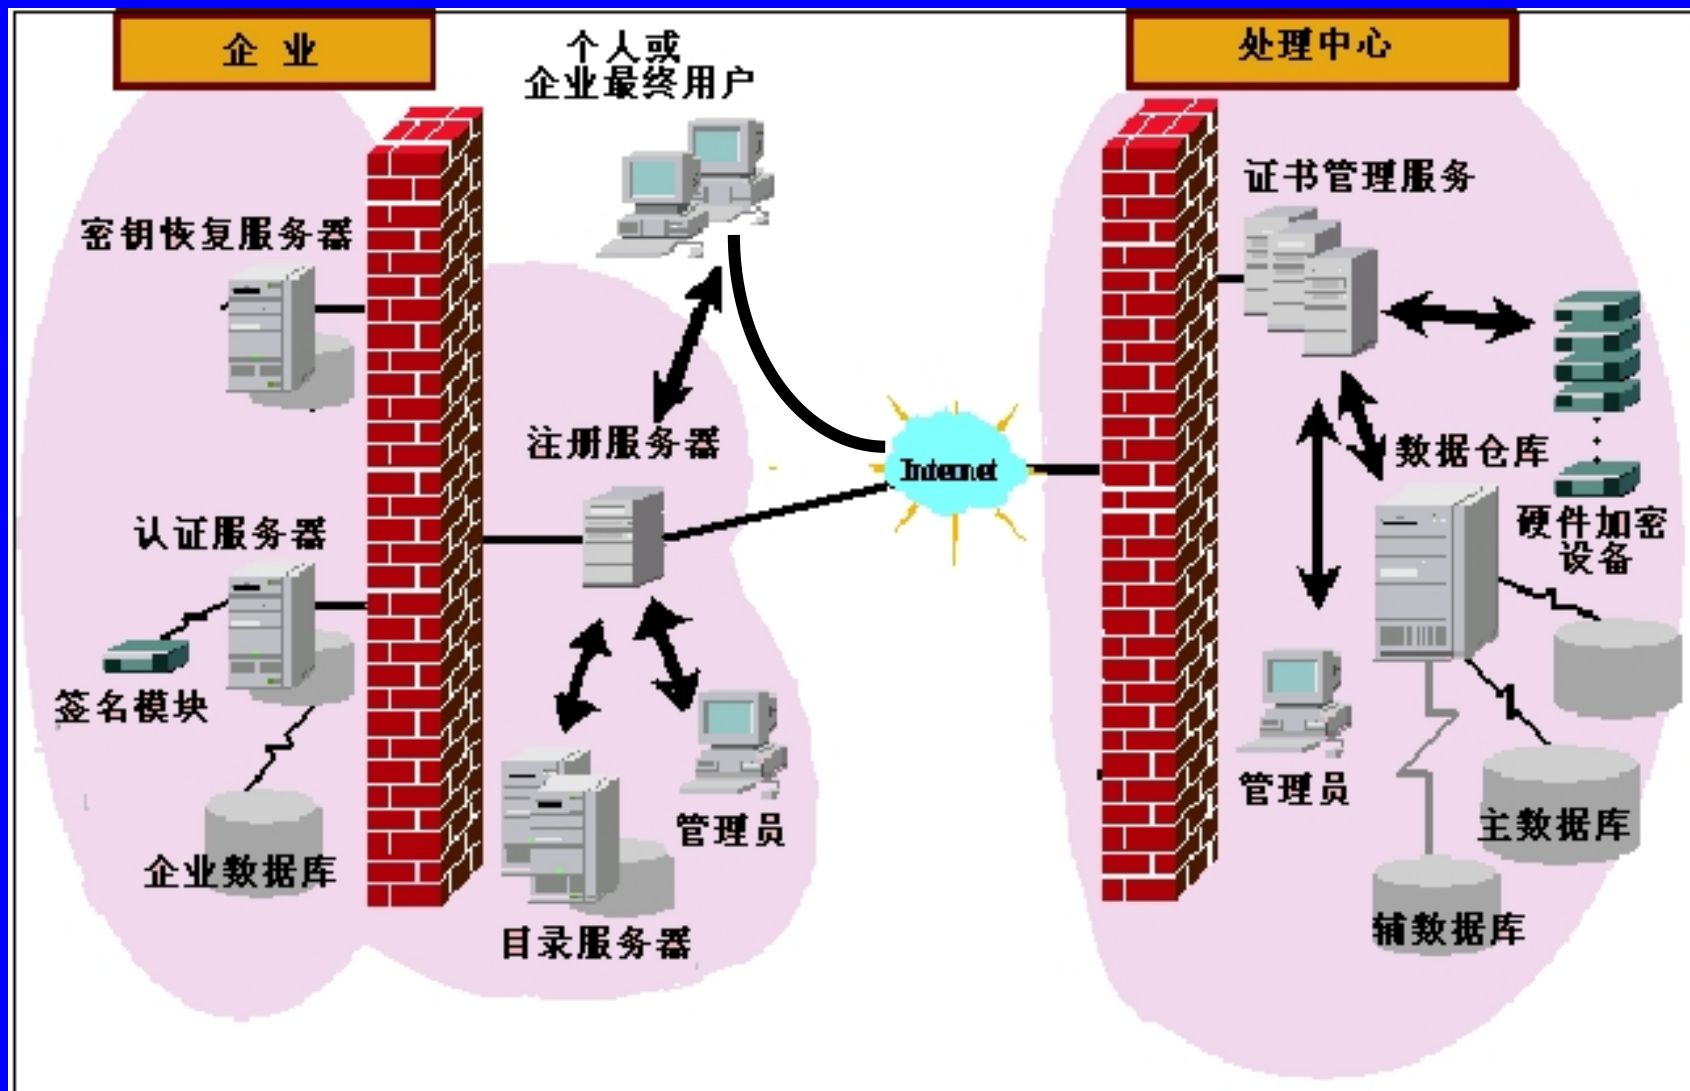 企 业
个人或
企业最终用户
处理中心
证书管理服务
密钥恢复服务器
注册服务器
Internet
数据仓库
硬件加密
设备
认证服务器
签名模块
管理员
管理员
主数据库
企业数据库
辅数据库
目录服务器